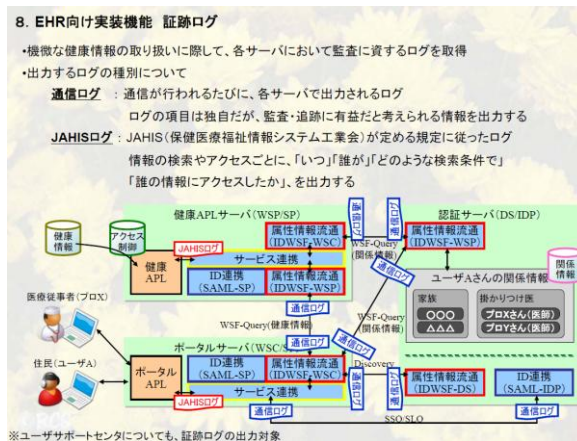 8. EHR向け実装機能 証跡ログ
・機微な健康情報の取り扱いに際して、各サーバにおいて監査に資するログを取得
・出力するログの種別について
通信ログ : 通信が行われるたびに、各サーバで出力されるログ
ログの項目は独自だが、監査・追跡に有益だと考えられる情報を出力する
JAHISログ : JAHIS(保健医療福祉情報システム工業会)が定める規定に従ったログ
情報の検索やアクセスごとに、「いつ」「誰が」「どのような検索条件で」
「誰の情報にアクセスしたか」、を出力する
健康APLサーバ(WSP/SP)
通信ログ
通信ログ
認証サーバ(DS/IDP)
健康
情報
アクセス
制御
JAHISログ
属性情報流通
(IDWSF-WSC)
WSF-Query
(関係情報)
属性情報流通
(IDWSF-WSP)
関係
情報
健康
APL
サービス連携
ID連携
(SAML-SP)
属性情報流通
(IDWSF-WSP)
通信ログ
ユーザAさんの関係情報
家族
○○○
△△△
掛かりつけ医
プロXさん(医師)
プロYさん(医師)
医療従事者(プロX)
通信ログ
WSF-Query(健康情報)
WSF-Query
(関係情報)
通信ログ
住民(ユーザA)
ポータルサーバ(WSC/SP)
通信ログ
ポータル
APL
ID連携
(SAML-SP)
属性情報流通
(IDWSF-WSC)
Discovery
通信ログ
通信ログ
属性情報流通
(IDWSF-DS)
ID連携
(SAML-IDP)
サービス連携
JAHISログ
通信ログ
通信ログ
SSO/SLO
※ユーザサポートセンタについても、証跡ログの出力対象